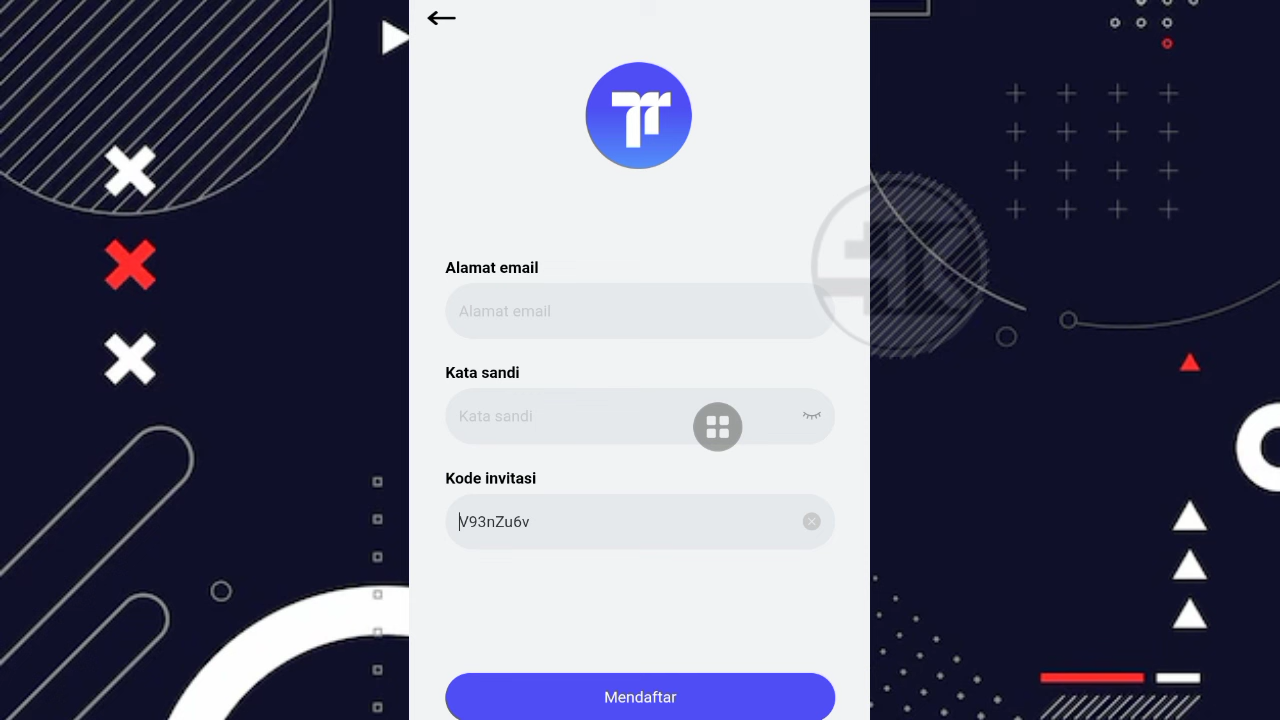 Alamat email
Alamat email
Kata sandi
Kata sandi
Kode invitasi
V93nZu6v
Mendaftar